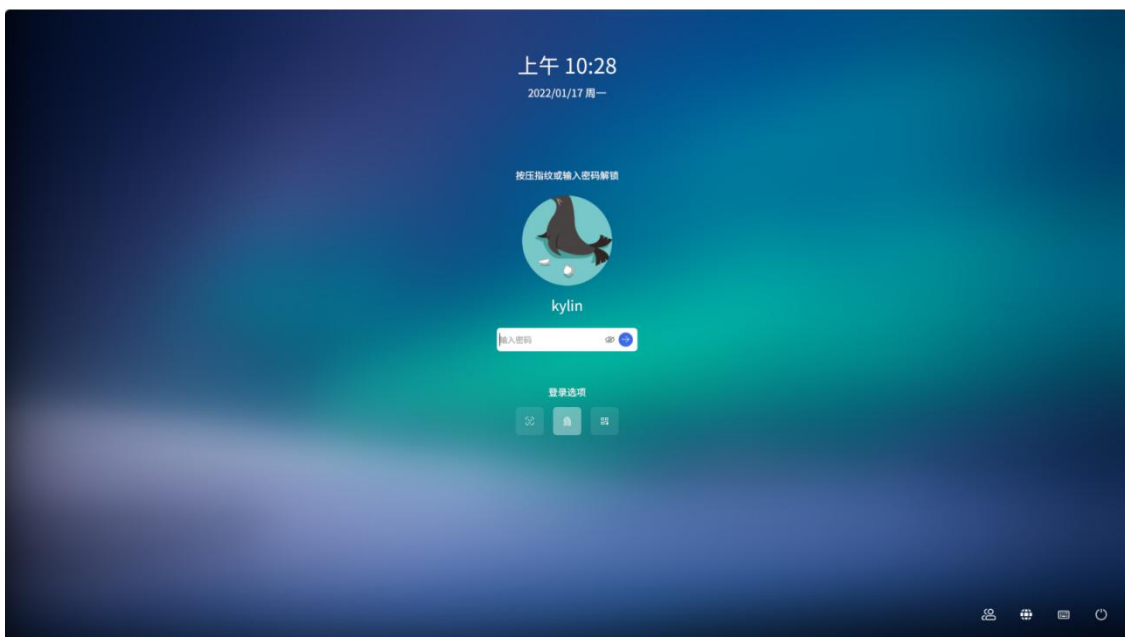 上午 10:28
2022/01/17 周一
按压指纹或输入密码解锁
kylin
输入密码
登录选项